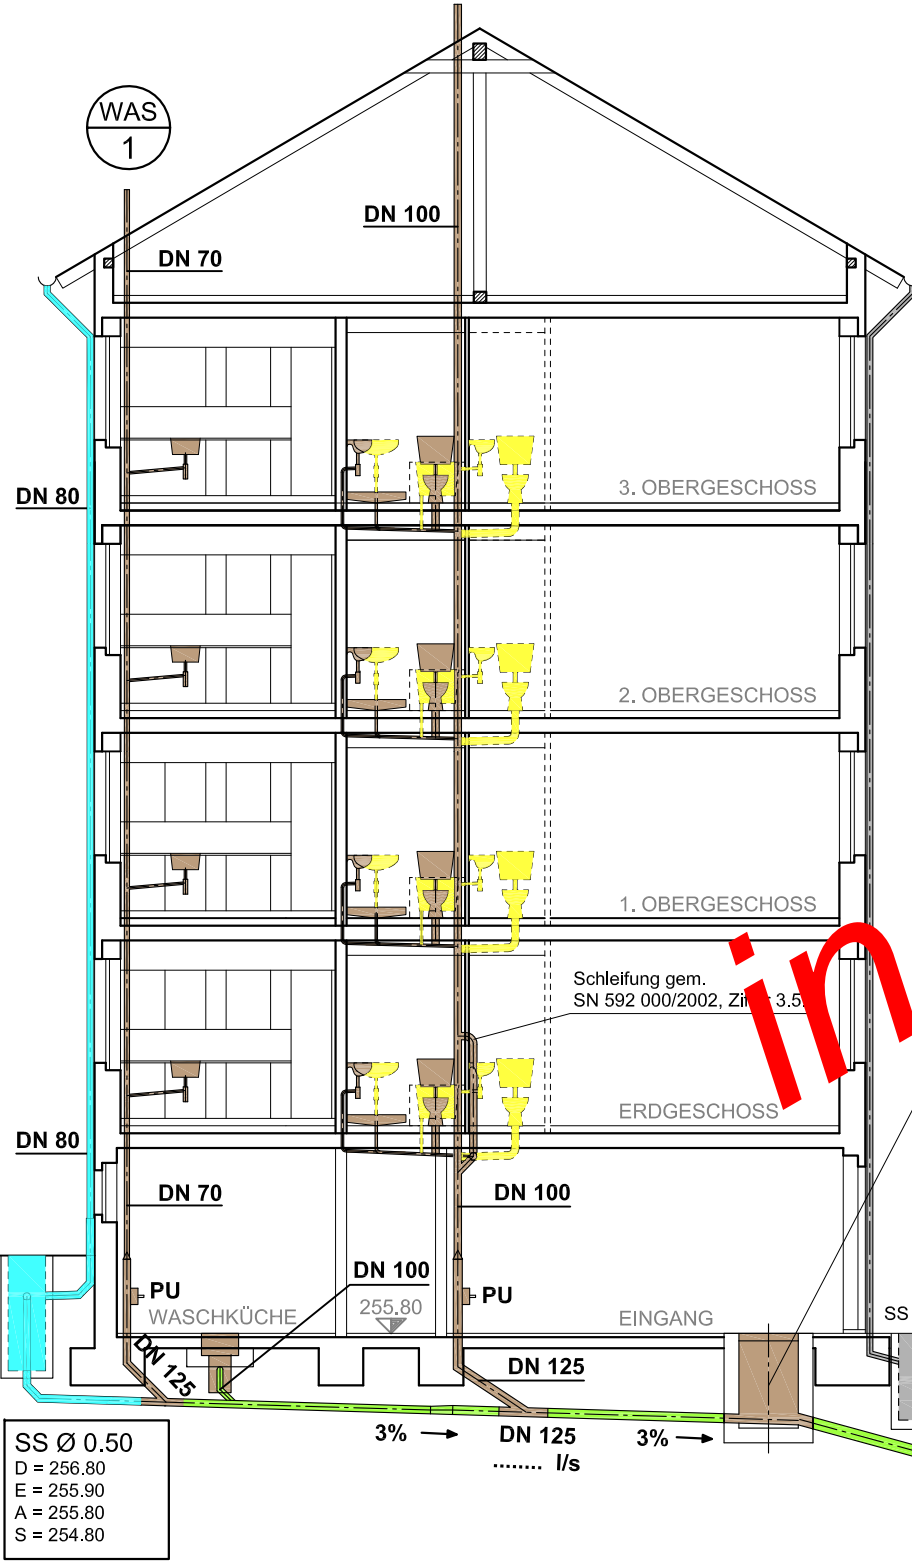 WAS
1
DN 100
DN 70
DN 80
3. OBERGESCHOSS
2. OBERGESCHOSS
1. OBERGESCHOSS
Schleifung gem.
SN 592 000/2002, 3.5
in
ERDGESCHOSS
DN 80
DN 70
DN 100
DN 100
PU
PU
WASCHKÜCHE
255.80
EINGANG
SS
DN 125
DN 125
3%
DN 125
3%
........ l/s
SS Ø 0.50
D = 256.80
E = 255.90
A = 255.80
S = 254.80